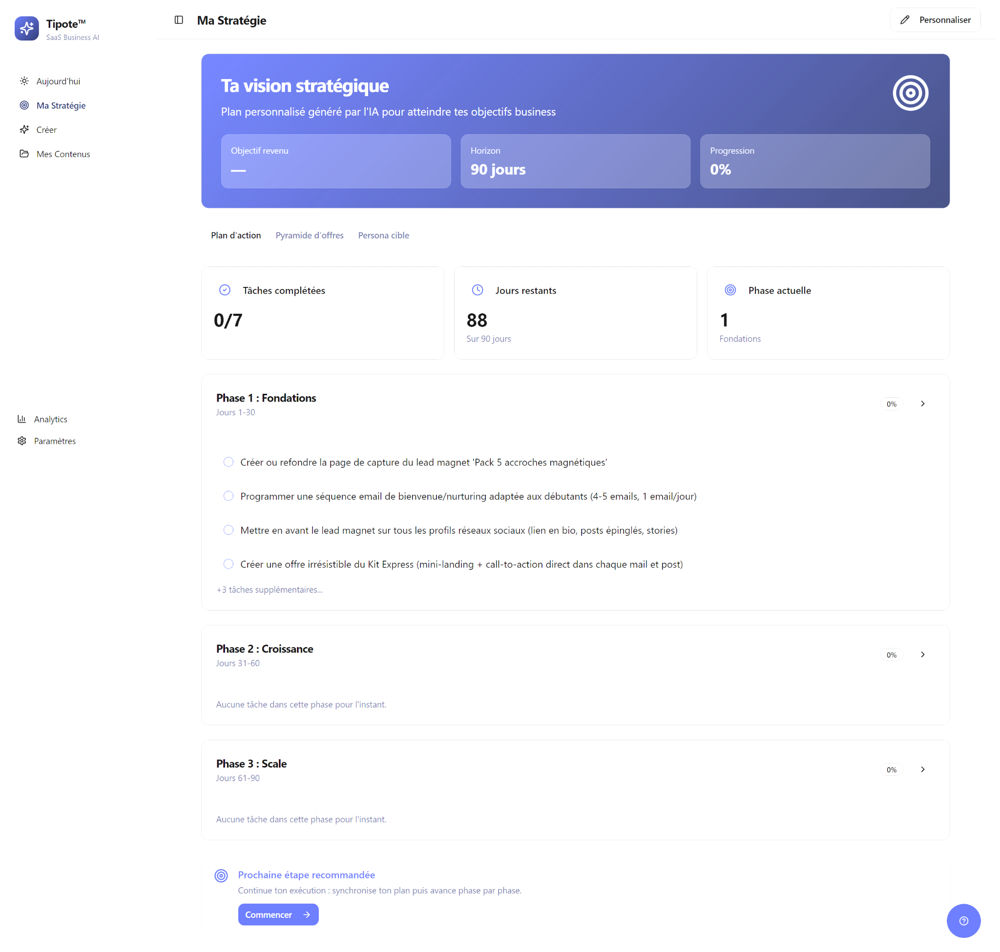 Tipote™
SaaS Business AI
Aujourd'hui
Ma Stratégie
Créer
Mes Contenus
Analytics
Paramètres
Ma Stratégie
Personnaliser
Ta vision stratégique
Plan personnalisé généré par l'IA pour atteindre tes objectifs business
Objectif revenu
—
Horizon
90 jours
Progression
0%
Plan d'action
Pyramide d'offres
Persona cible
Tâches complétées
0/7
Jours restants
88
Sur 90 jours
Phase actuelle
1
Fondations
Phase 1 : Fondations
Jours 1-30
0%
Créer ou refondre la page de capture du lead magnet 'Pack 5 accroches magnétiques'
Programmer une séquence email de bienvenue/nurturing adaptée aux débutants (4-5 emails, 1 email/jour)
Mettre en avant le lead magnet sur tous les profils réseaux sociaux (lien en bio, posts épinglés, stories)
Créer une offre irrésistible du Kit Express (mini-landing + call-to-action direct dans chaque mail et post)
+3 tâches supplémentaires...
Phase 2 : Croissance
Jours 31-60
0%
Aucune tâche dans cette phase pour l'instant.
Phase 3 : Scale
Jours 61-90
0%
Aucune tâche dans cette phase pour l'instant.
Prochaine étape recommandée
Continue ton exécution : synchronise ton plan puis avance phase par phase.
Commencer